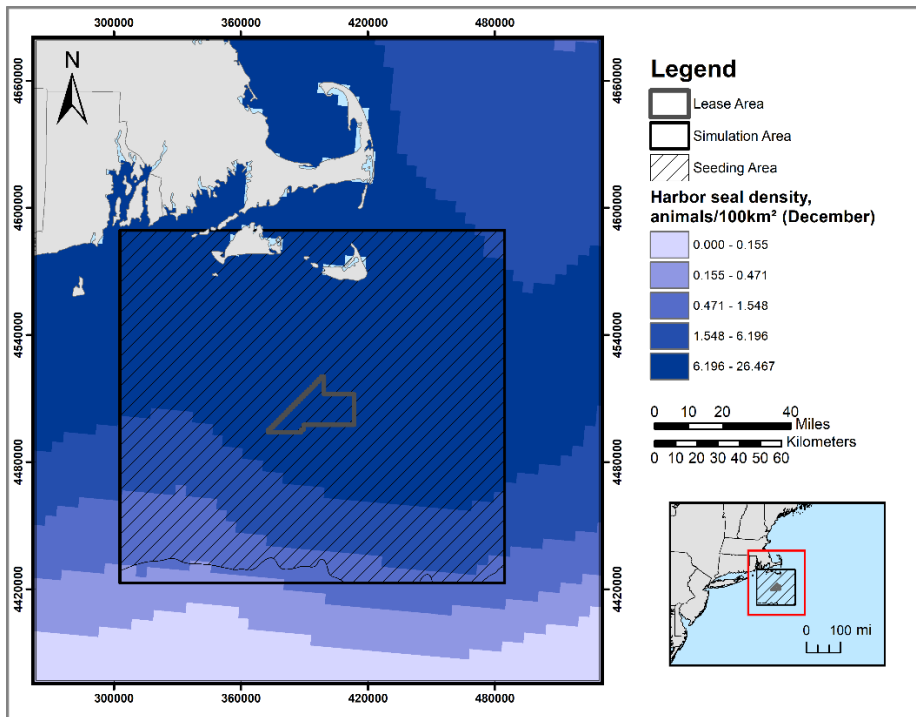 300000 360000 420000 480000
N
4660000
4600000
4540000
4480000
4420000
4660000
4600000
4540000
4480000
4420000
300000 360000 420000 480000
Legend
Lease Area
Simulation Area
Seeding Area
Harbor seal density,
animals/100km² (December)
0.000 - 0.155
0.155 - 0.471
0.471 - 1.548
1.548 - 6.196
6.196 - 26.467
0 10 20 40
Miles
Kilometers
0 10 20 30 40 50 60
0 100 mi